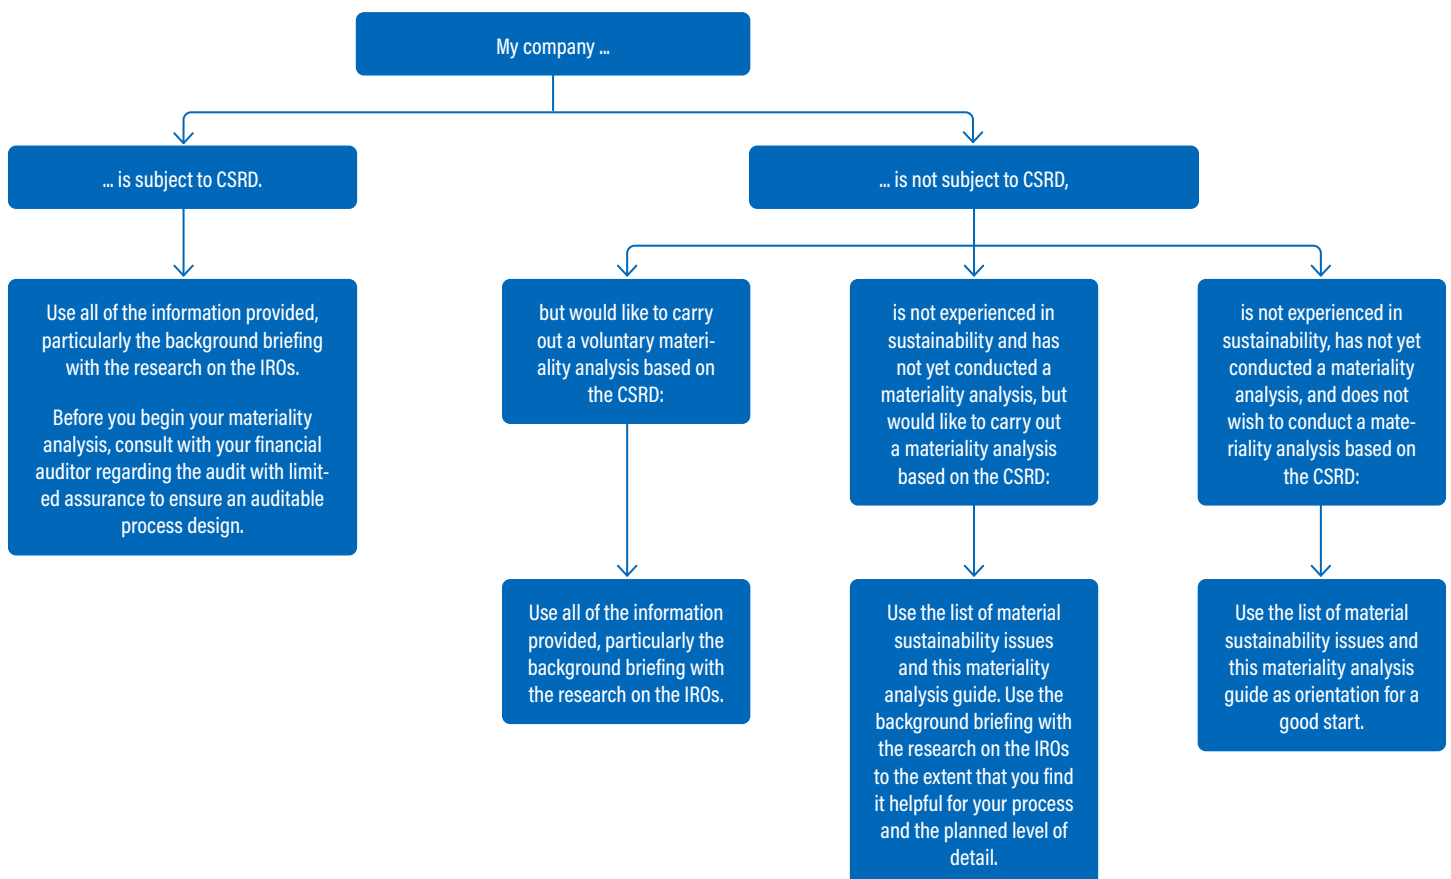 My company ...
... is subject to CSRD.
... is not subject to CSRD,
Use all of the information provided,
particularly the background briefing
with the research on the IROs.
Before you begin your materiality
analysis, consult with your financial
auditor regarding the audit with limit-
ed assurance to ensure an auditable
process design.
but would like to carry
out a voluntary materi-
ality analysis based on
the CSRD:
is not experienced in
sustainability and has
not yet conducted a
materiality analysis, but
would like to carry out
a materiality analysis
based on the CSRD:
is not experienced in
sustainability, has not yet
conducted a materiality
analysis, and does not
wish to conduct a mate-
riality analysis based on
the CSRD:
Use all of the information
provided, particularly the
background briefing with
the research on the IROs.
Use the list of material
sustainability issues
and this materiality
analysis guide. Use the
background briefing with
the research on the IROs
to the extent that you find
it helpful for your process
and the planned level of
detail.
Use the list of material
sustainability issues and
this materiality analysis
guide as orientation for a
good start.